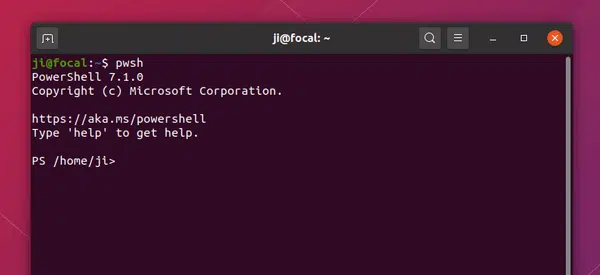 ji@focal: ~
ji@focal:~$ pwsh
PowerShell 7.1.0
Copyright (c) Microsoft Corporation.
https://aka.ms/powershell
Type 'help' to get help.
PS /home/ji>